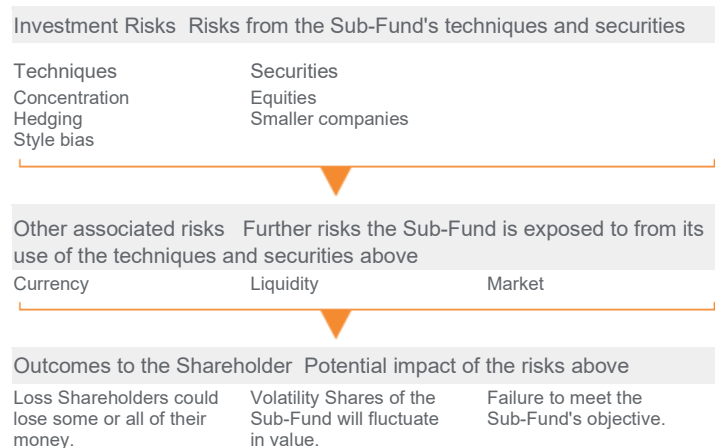 Investment Risks Risks from the Sub-Fund's techniques and securities
Techniques
Concentration
Hedging
Style bias
Securities
Equities
Smaller companies
Other associated risks Further risks the Sub-Fund is exposed to from its
use of the techniques and securities above
Currency
Liquidity
Market
Outcomes to the Shareholder Potential impact of the risks above
Loss Shareholders could
lose some or all of their
money.
Volatility Shares of the
Sub-Fund will fluctuate
in value.
Failure to meet the
Sub-Fund's objective.